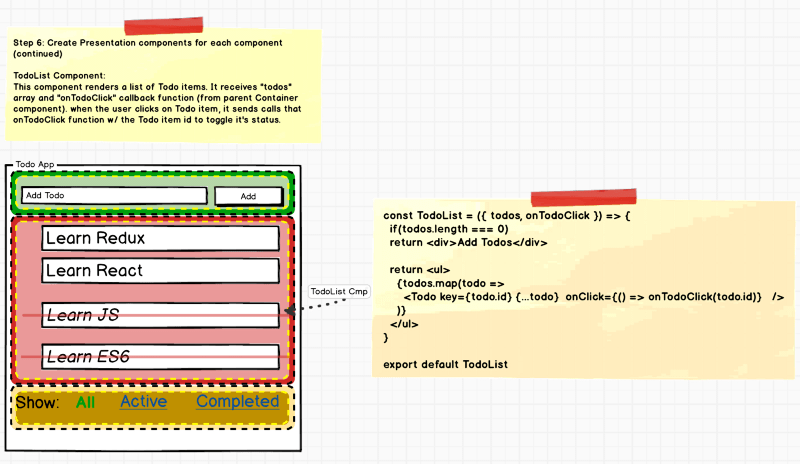 Step 6: Create Presentation components for each component
(continued)
TodoList Component:
This component renders a list of Todo items. It receives "todos"
array and "onTodoClick" callback function (from parent Container
component). when the user clicks on Todo item, it sends calls that
onTodoClick function w/ the Todo item id to toggle it's status.
Todo App
Add Todo
Add
Learn Redux
Learn React
Learn JS
Learn ES6
Show: All Active Completed
TodoList Cmp
const TodoList = ({ todos, onTodoClick }) => {
if(todos.length === 0)
return <div>Add Todos</div>
return <ul>
{todos.map(todo =>
<Todo key={todo.id} {...todo} onClick={() => onTodoClick(todo.id)} />
)}
</ul>
}
export default TodoList